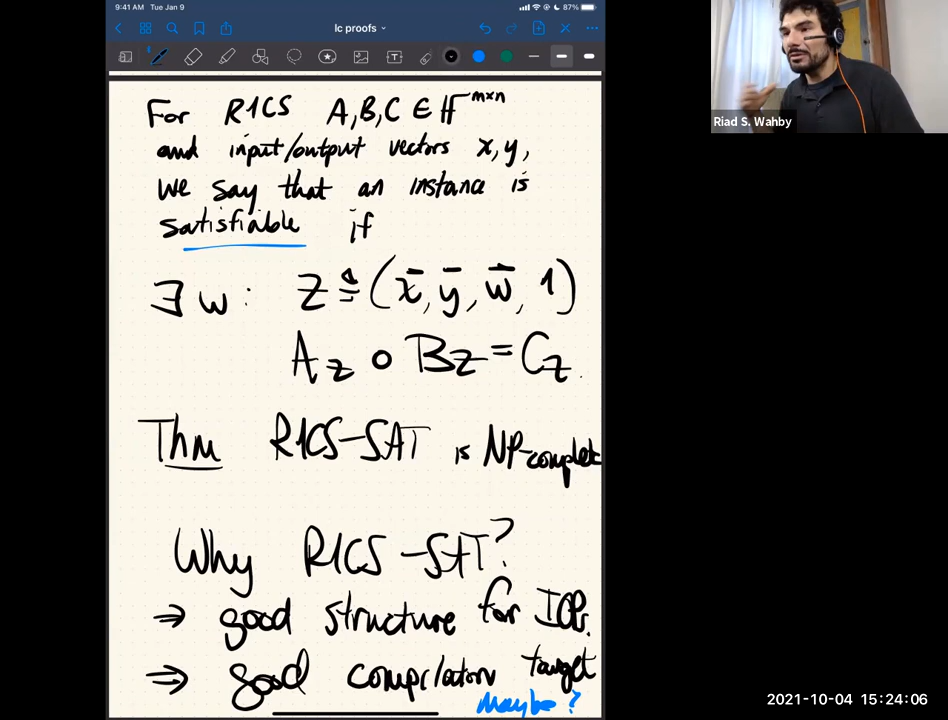 9:41 AM Tue Jan 9
87%
lc proofs
For R1CS A,B,C ∈ F^m×n
and input/output vectors x,y,
we say that an instance is
satisfiable if
∃ w: z ≜ (x̄, ȳ, w̄, 1)
Az ∘ Bz = Cz.
Thm R1CS-SAT is NP-complete
Why R1CS-SAT?
⇒ good structure for IOPs.
⇒ good compilation target
Maybe?
Riad S. Wahby
2021-10-04 15:24:06